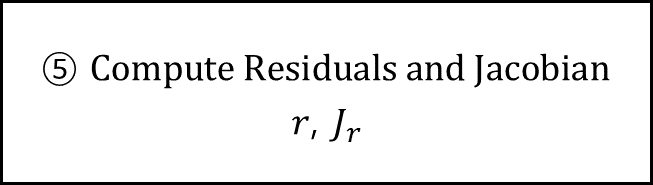 ⑤ Compute Residuals and Jacobian
r, J_r